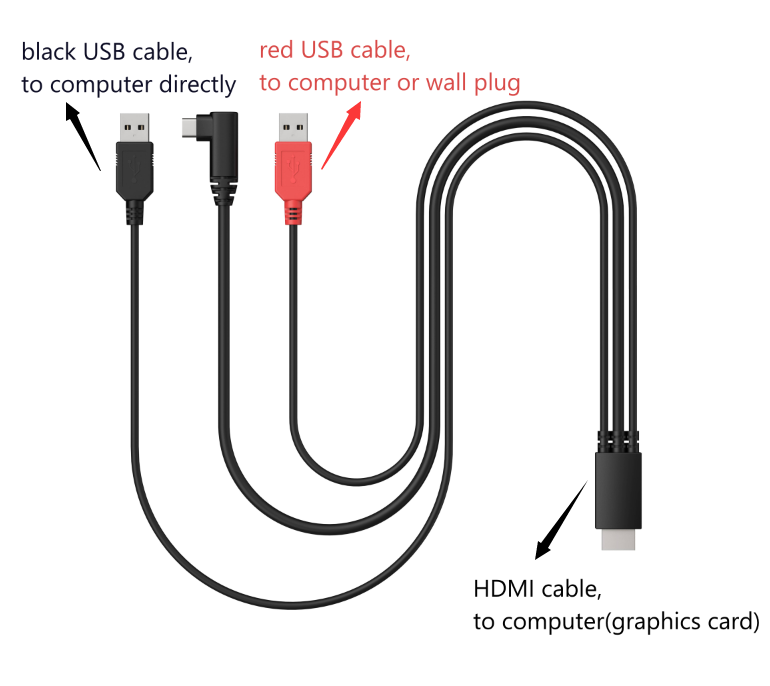 black USB cable,
to computer directly
red USB cable,
to computer or wall plug
HDMI cable,
to computer(graphics card)